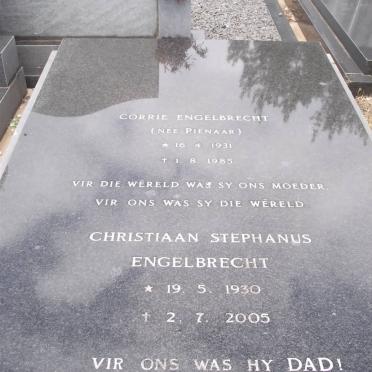 CORRIE ENGELBRECHT
(NEE PIENAAR)
* 16.4.1931
† 1.8.1985
VIR DIE WÊRELD WAS SY ONS MOEDER,
VIR ONS WAS SY DIE WÊRELD
CHRISTIAAN STEPHANUS
ENGELBRECHT
* 19.5.1930
† 2.7.2005
VIR ONS WAS HY DAD!